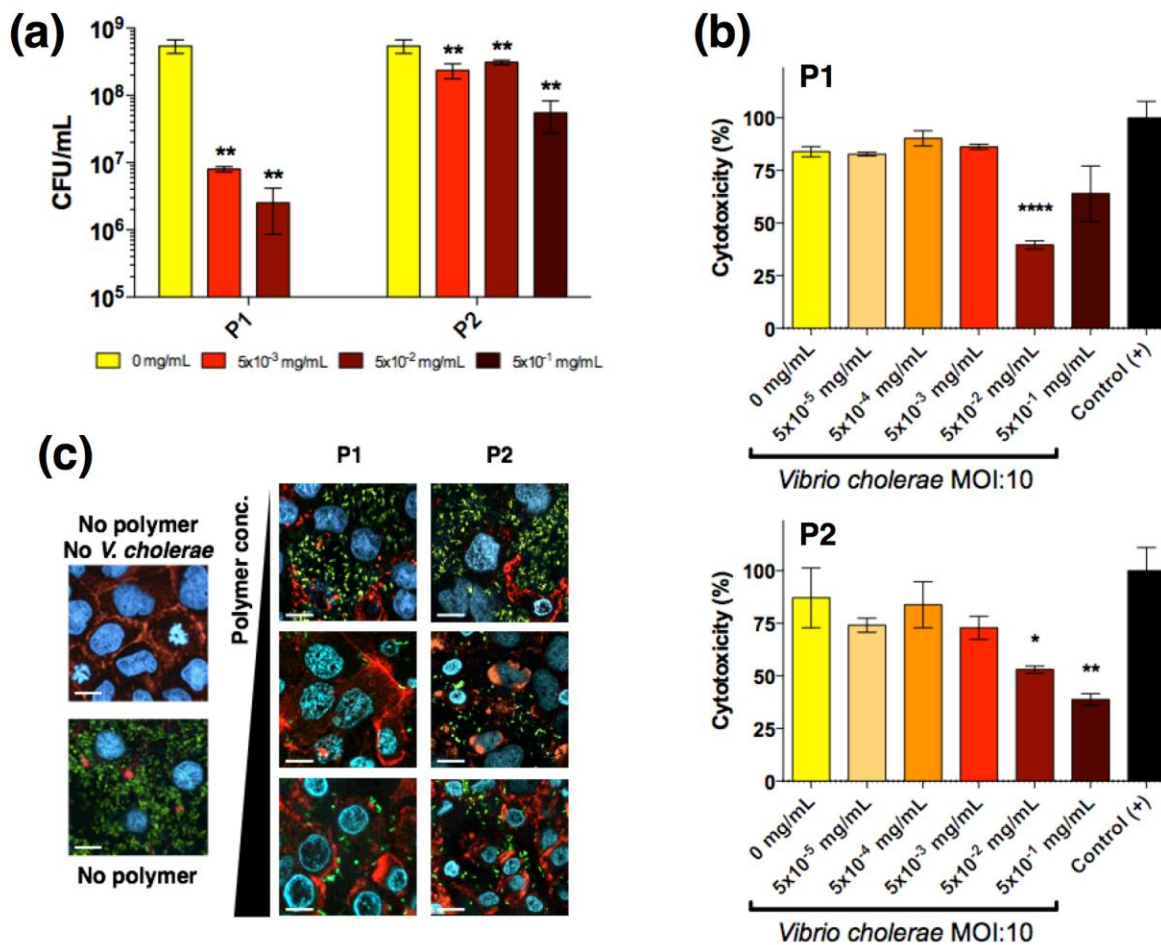 (a)
10⁹
10⁸
10⁷
10⁶
10⁵
CFU/mL
**
**
**
**
**
P1
P2
0 mg/mL
5x10⁻³ mg/mL
5x10⁻² mg/mL
5x10⁻¹ mg/mL
(b)
P1
Cytotoxicity (%)
100
75
50
25
0
****
0 mg/mL
5x10⁻⁵ mg/mL
5x10⁻⁴ mg/mL
5x10⁻³ mg/mL
5x10⁻² mg/mL
5x10⁻¹ mg/mL
Control (+)
Vibrio cholerae MOI:10
P2
Cytotoxicity (%)
100
75
50
25
0
*
**
0 mg/mL
5x10⁻⁵ mg/mL
5x10⁻⁴ mg/mL
5x10⁻³ mg/mL
5x10⁻² mg/mL
5x10⁻¹ mg/mL
Control (+)
Vibrio cholerae MOI:10
(c)
P1
P2
No polymer
No V. cholerae
Polymer conc.
No polymer